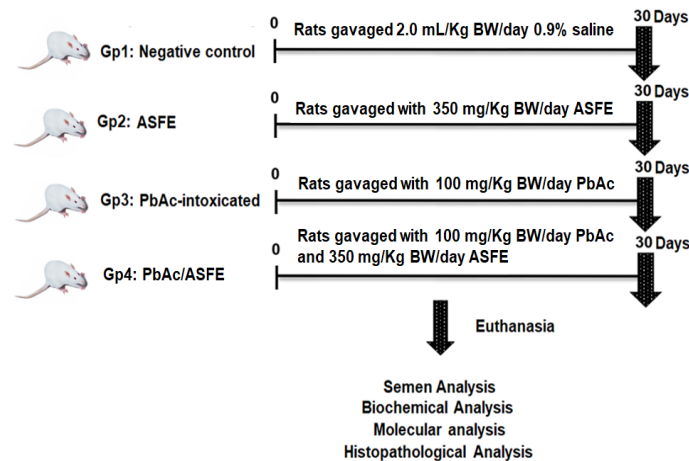 0 Rats gavaged 2.0 mL/Kg BW/day 0.9% saline 30 Days
Gp1: Negative control
0 Rats gavaged with 350 mg/Kg BW/day ASFE 30 Days
Gp2: ASFE
0 Rats gavaged with 100 mg/Kg BW/day PbAc 30 Days
Gp3: PbAc-intoxicated
Rats gavaged with 100 mg/Kg BW/day PbAc
0 and 350 mg/Kg BW/day ASFE 30 Days
Gp4: PbAc/ASFE
Euthanasia
Semen Analysis
Biochemical Analysis
Molecular analysis
Histopathological Analysis